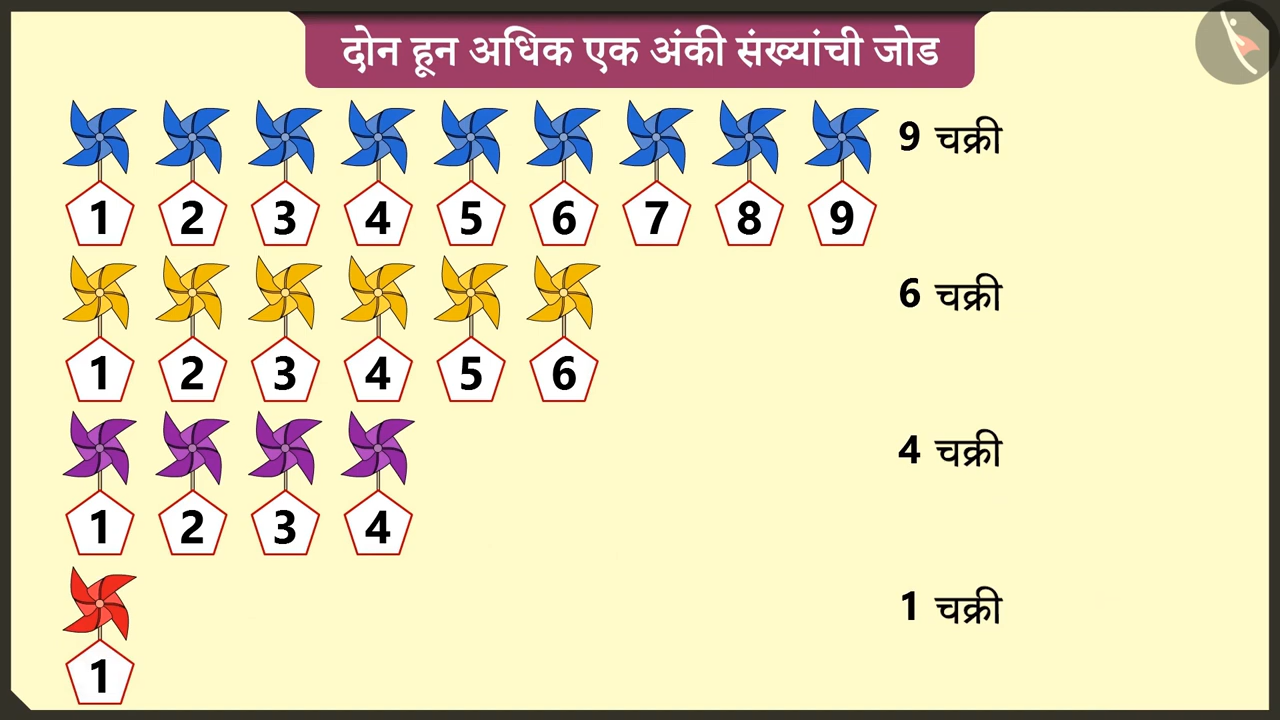 दोन हून अधिक एक अंकी संख्यांची जोड
9 चक्री
1 2 3 4 5 6 7 8 9
6 चक्री
1 2 3 4 5 6
4 चक्री
1 2 3 4
1 चक्री
1